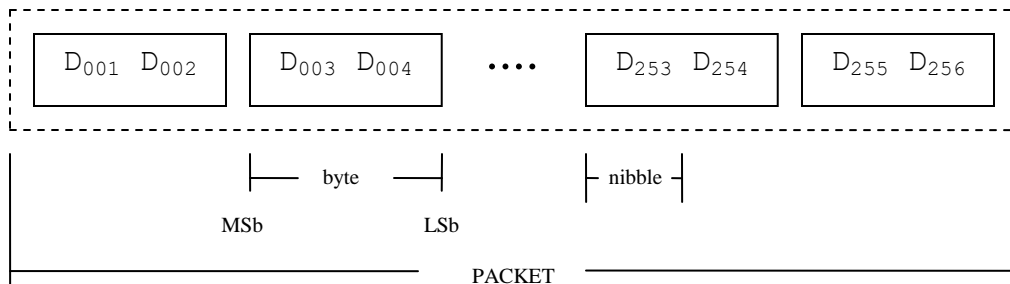 D₀₀₁ D₀₀₂ D₀₀₃ D₀₀₄ .... D₂₅₃ D₂₅₄ D₂₅₅ D₂₅₆
byte nibble
MSb LSb
PACKET